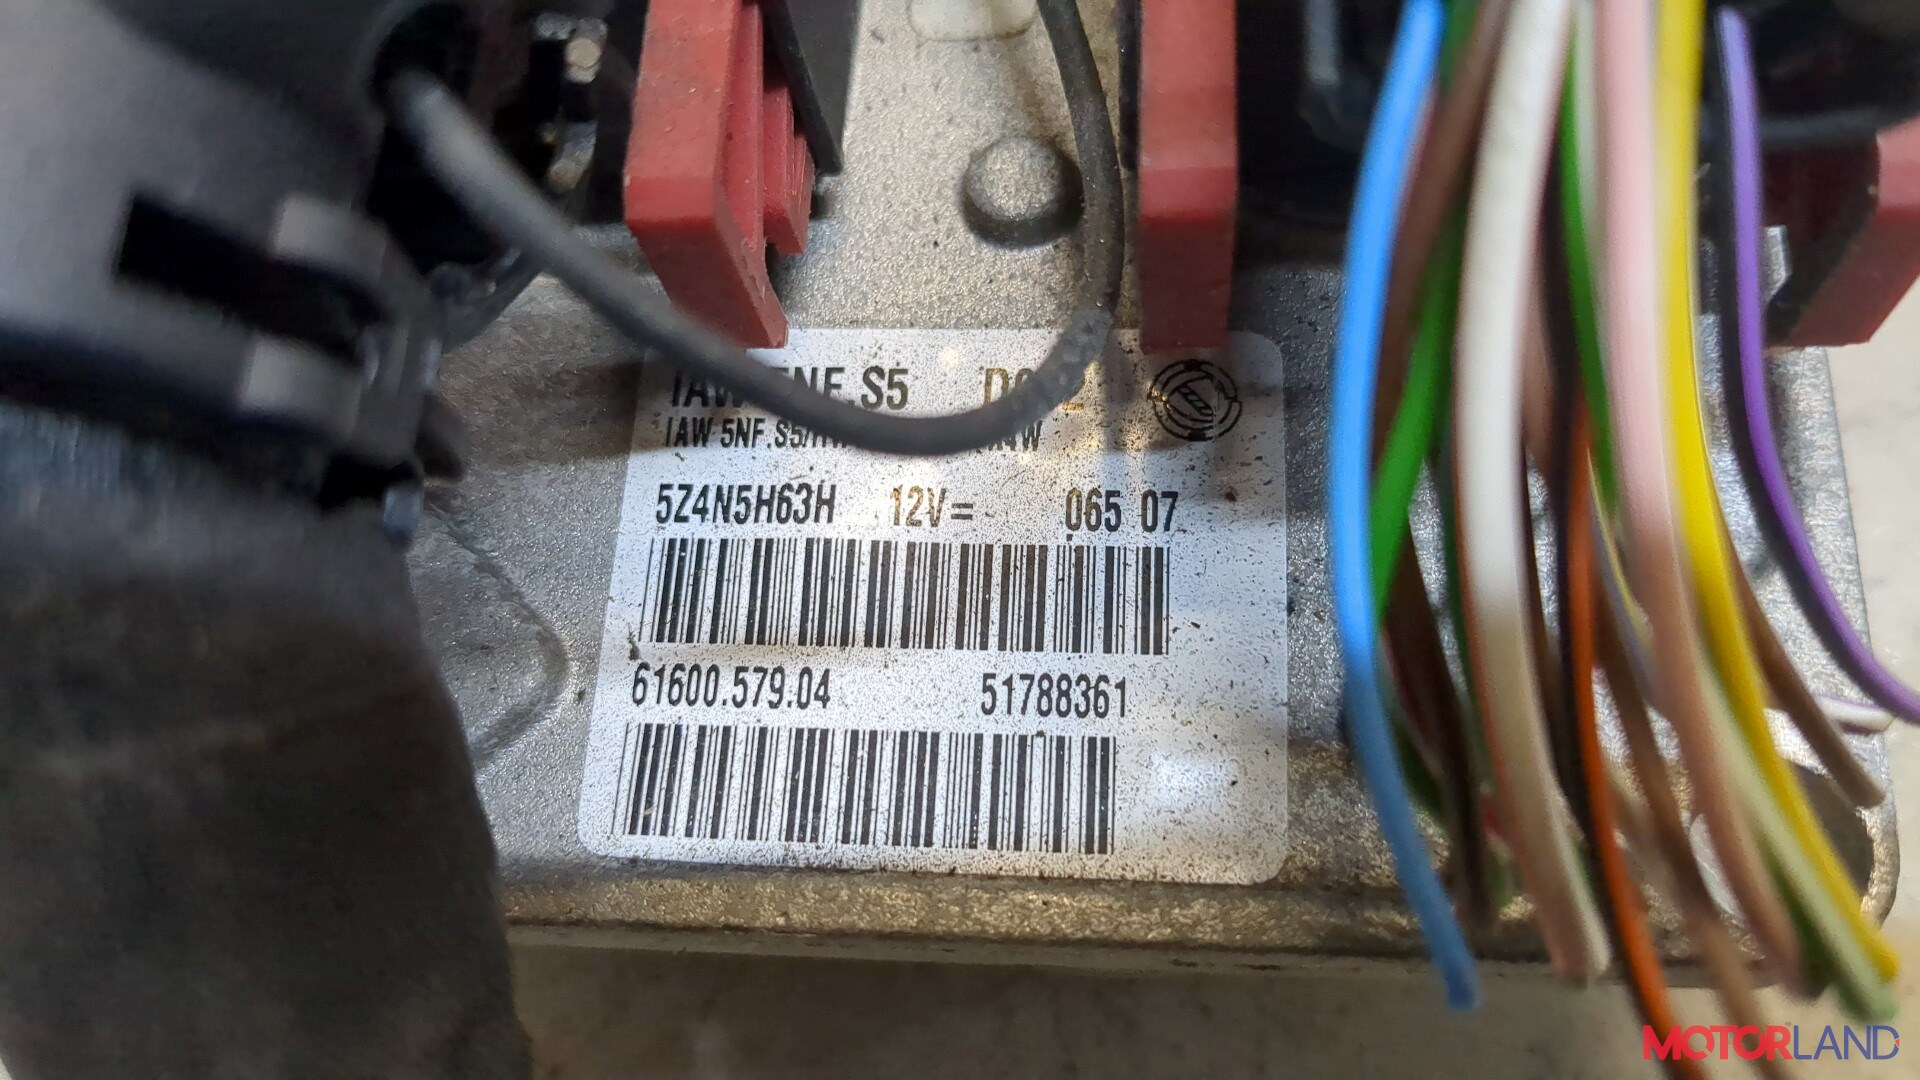 .S5
IAW 5NF.S5/
5Z4N5H63H 12V= 065 07
61600.579.04 51788361
MOTORLAND